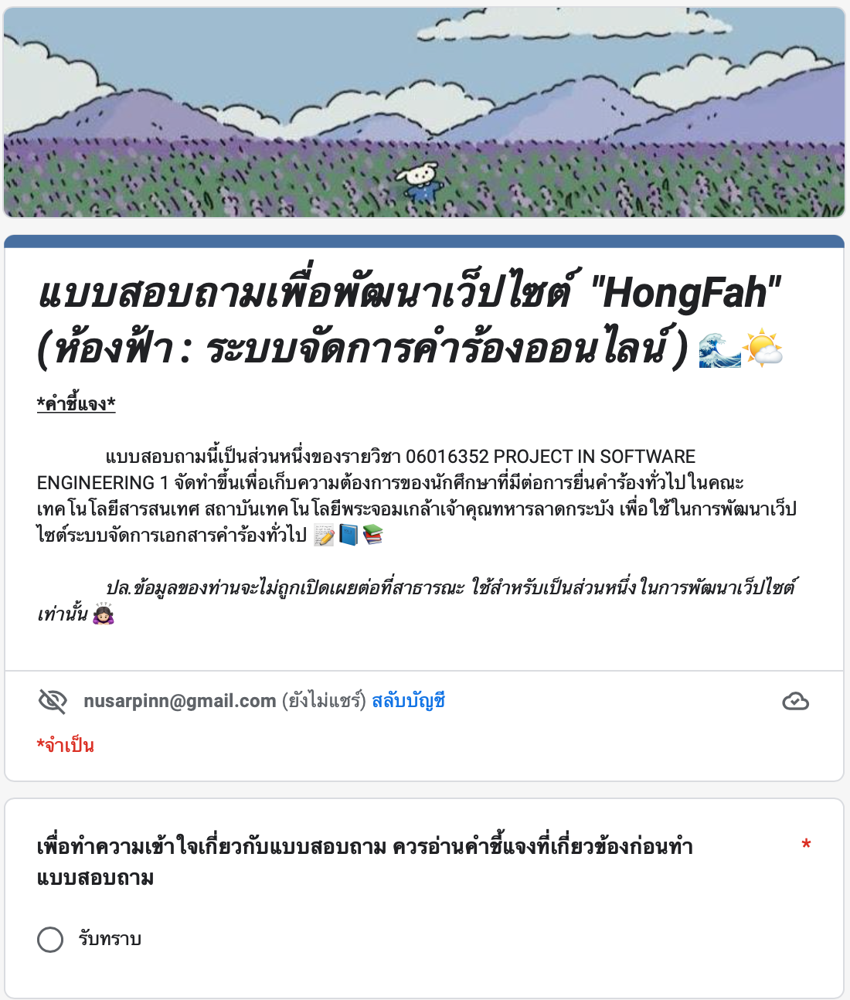 แบบสอบถามเพื่อพัฒนาเว็ปไซต์ "HongFah"
(ห้องฟ้า : ระบบจัดการคำร้องออนไลน์ ) 🌊🌤️
*คำชี้แจง*
แบบสอบถามนี้เป็นส่วนหนึ่งของรายวิชา 06016352 PROJECT IN SOFTWARE
ENGINEERING 1 จัดทำขึ้นเพื่อเก็บความต้องการของนักศึกษาที่มีต่อการยื่นคำร้องทั่วไปในคณะ
เทคโนโลยีสารสนเทศ สถาบันเทคโนโลยีพระจอมเกล้าเจ้าคุณทหารลาดกระบัง เพื่อใช้ในการพัฒนาเว็ป
ไซต์ระบบจัดการเอกสารคำร้องทั่วไป 📝📘📚
ปล.ข้อมูลของท่านจะไม่ถูกเปิดเผยต่อที่สาธารณะ ใช้สำหรับเป็นส่วนหนึ่งในการพัฒนาเว็ปไซต์
เท่านั้น 🙇🏻‍♀️
nusarpinn@gmail.com (ยังไม่แชร์) สลับบัญชี
*จำเป็น
เพื่อทำความเข้าใจเกี่ยวกับแบบสอบถาม ควรอ่านคำชี้แจงที่เกี่ยวข้องก่อนทำ *
แบบสอบถาม
รับทราบ